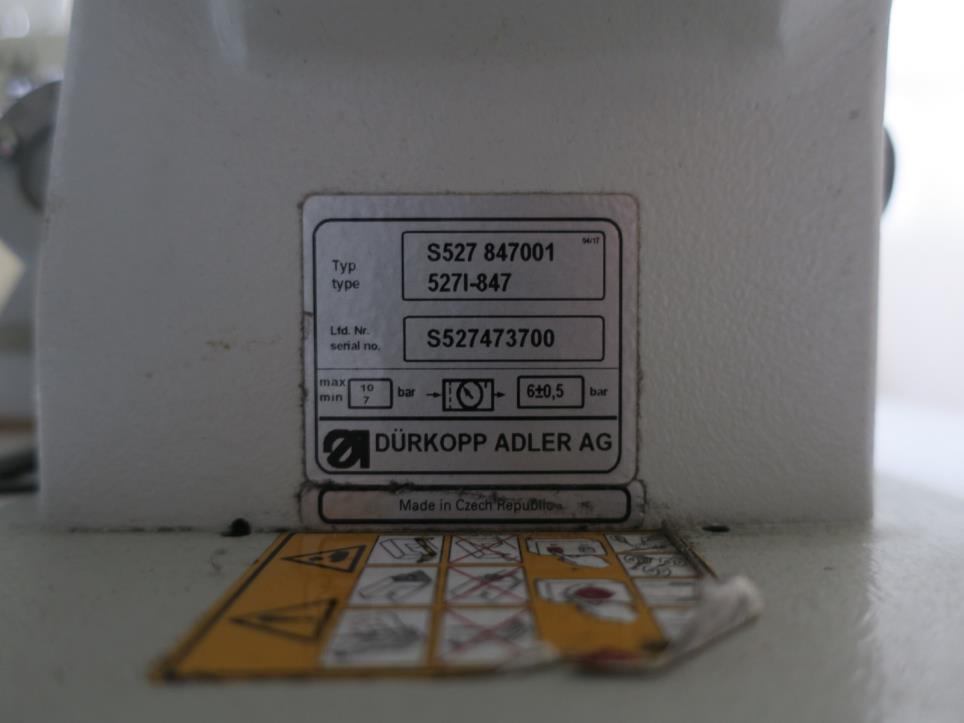 Typ
type
S527 847001
04/17
527I-847
Lfd. Nr.
serial no.
S527473700
max 10 bar 6±0,5 bar
min 7
DÜRKOPP ADLER AG
Made in Czech Republic